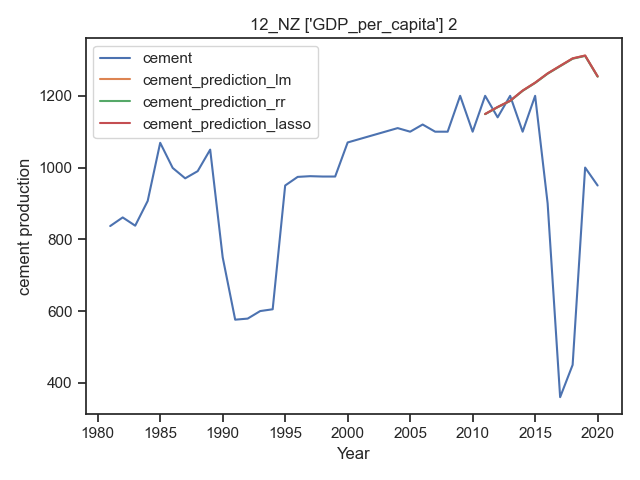 12_NZ ['GDP_per_capita'] 2
cement
cement_prediction_lm
cement_prediction_rr
cement_prediction_lasso
cement production
1200
1000
800
600
400
1980 1985 1990 1995 2000 2005 2010 2015 2020
Year